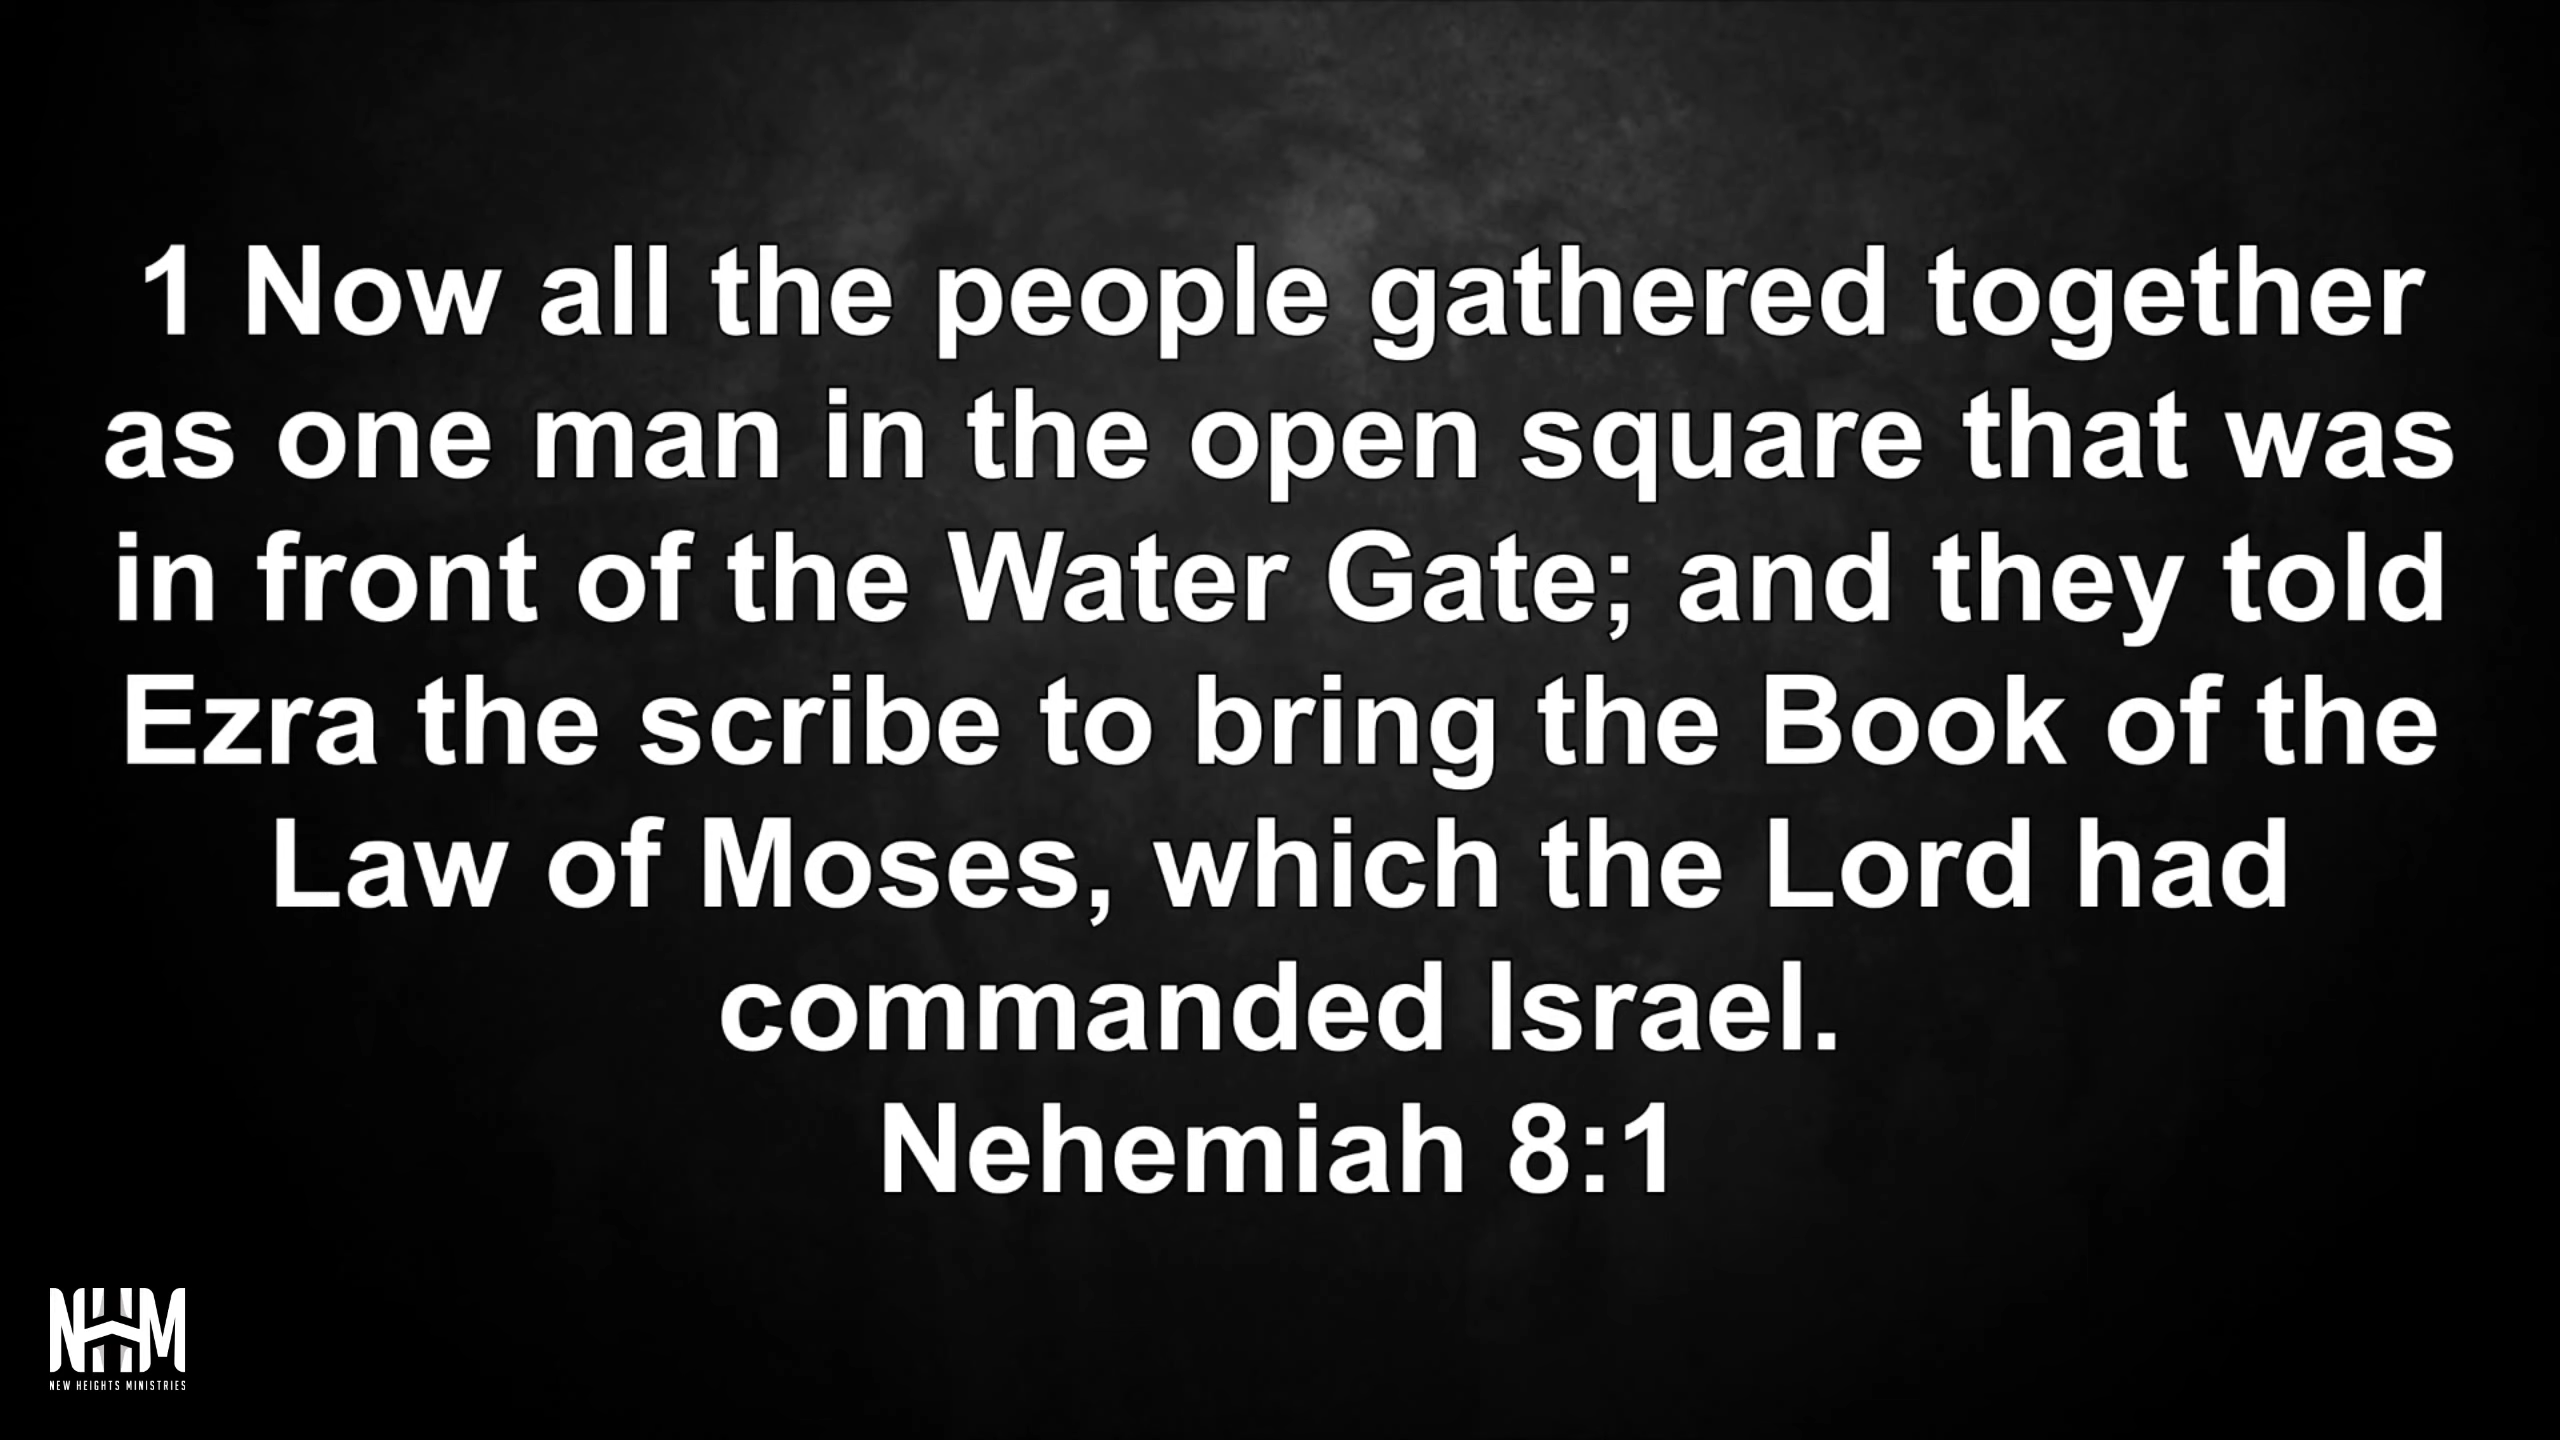 1 Now all the people gathered together
as one man in the open square that was
in front of the Water Gate; and they told
Ezra the scribe to bring the Book of the
Law of Moses, which the Lord had
commanded Israel.
Nehemiah 8:1
NHM
NEW HEIGHTS MINISTRIES